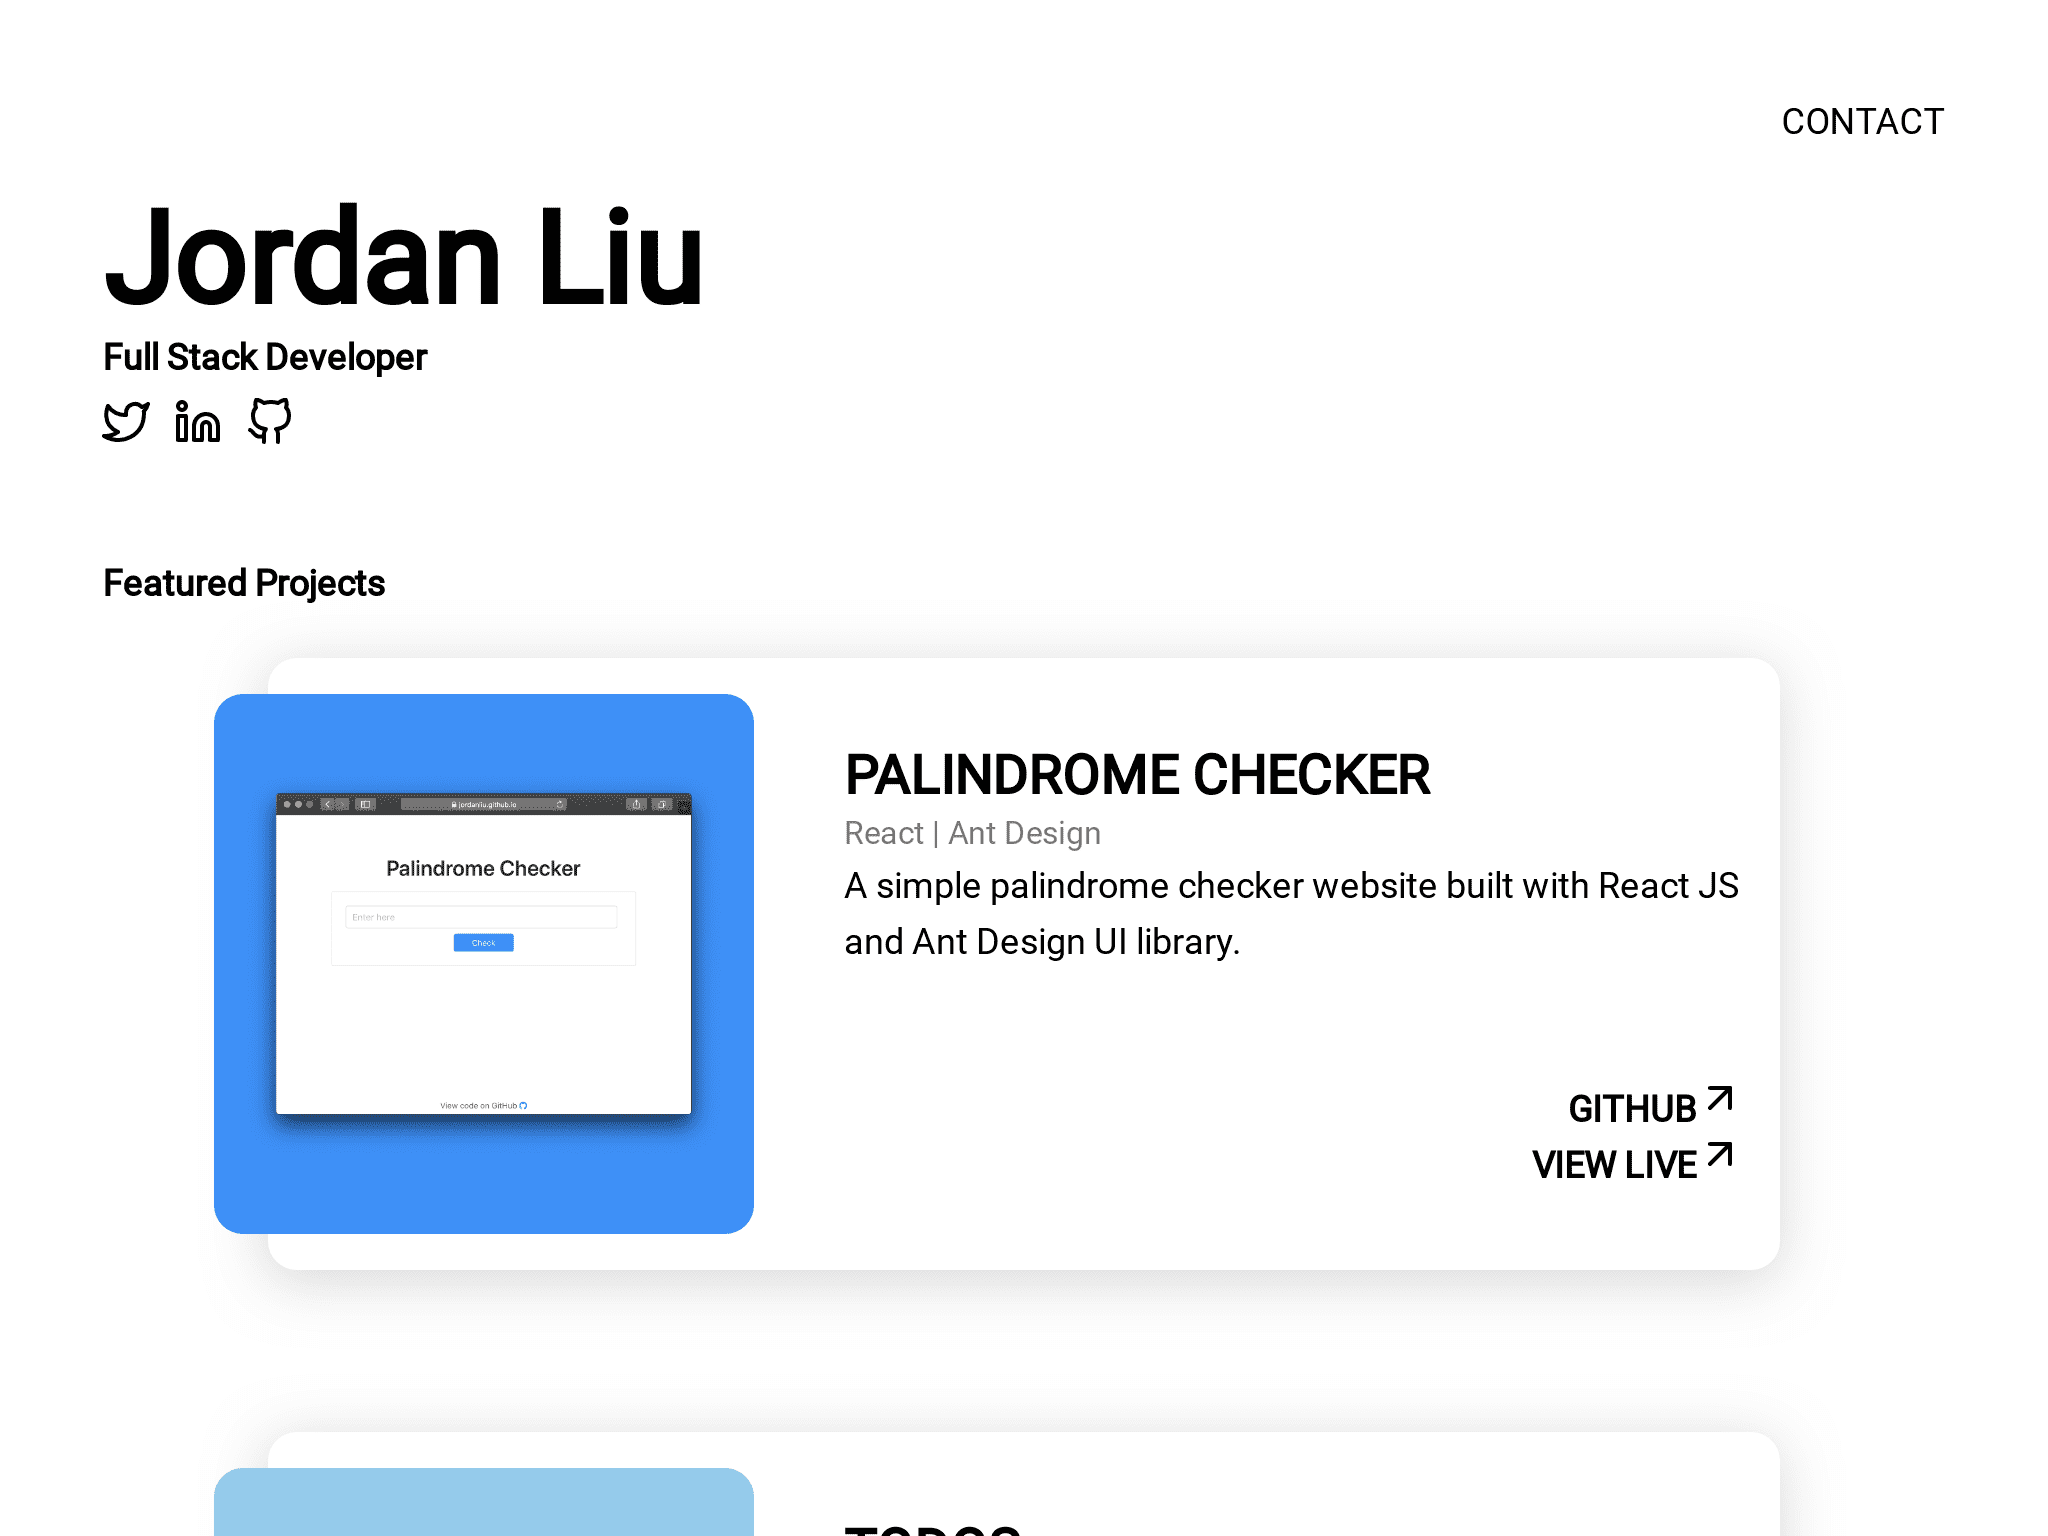 CONTACT
Jordan Liu
Full Stack Developer
Featured Projects
jordanliu.github.io
Palindrome Checker
Enter here
Check
View code on GitHub
PALINDROME CHECKER
React | Ant Design
A simple palindrome checker website built with React JS
and Ant Design UI library.
GITHUB
VIEW LIVE
TODOS